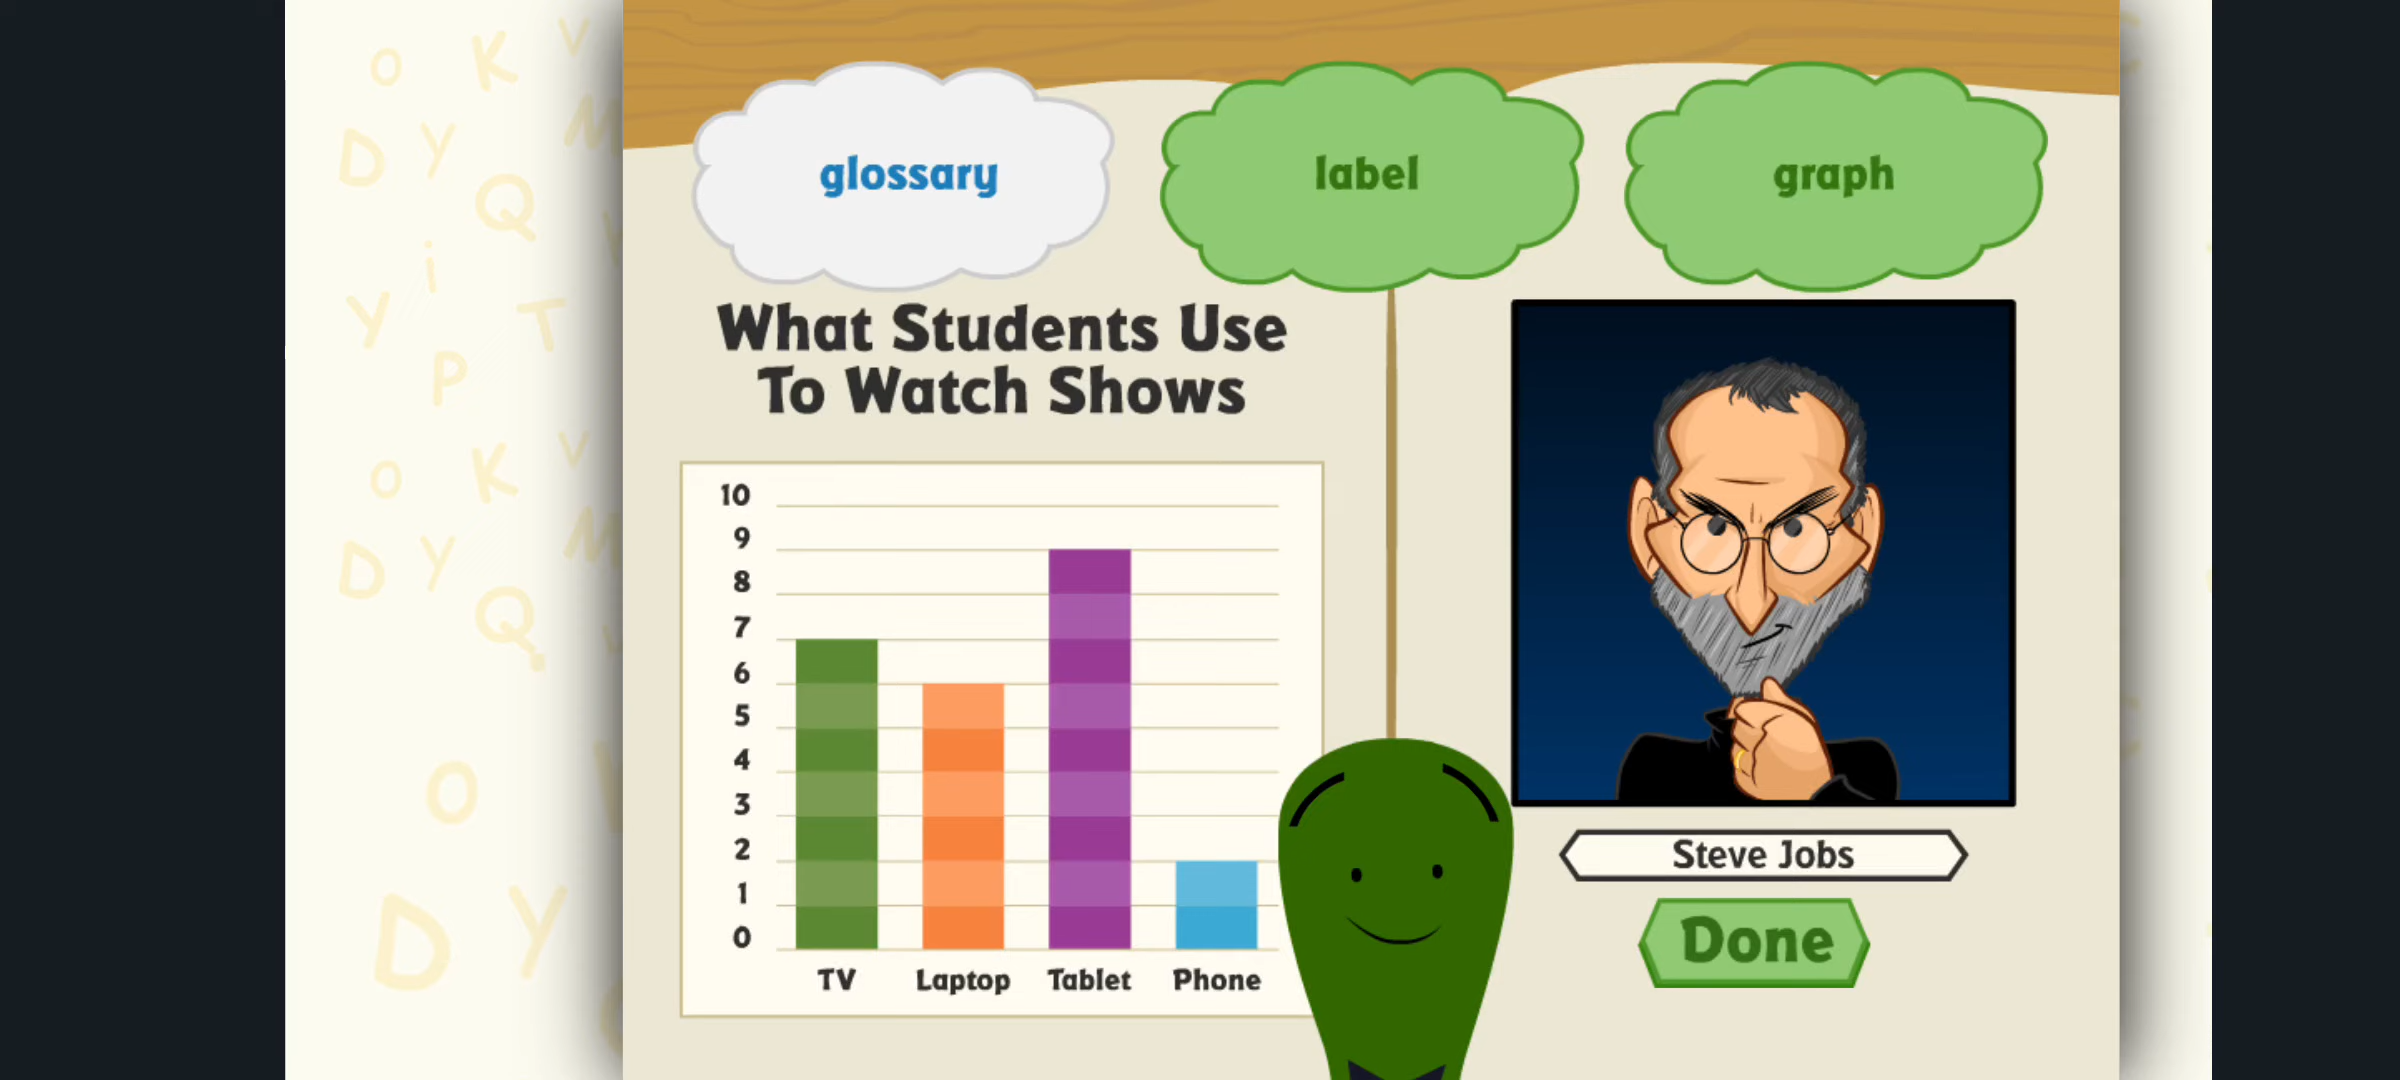 glossary
label
graph
What Students Use
To Watch Shows
10
9
8
7
6
5
4
3
2
1
0
TV
Laptop
Tablet
Phone
Steve Jobs
Done
O
K
V
M
D
Y
Q
i
Y
T
P
O
K
V
M
D
Y
Q
O
D
Y